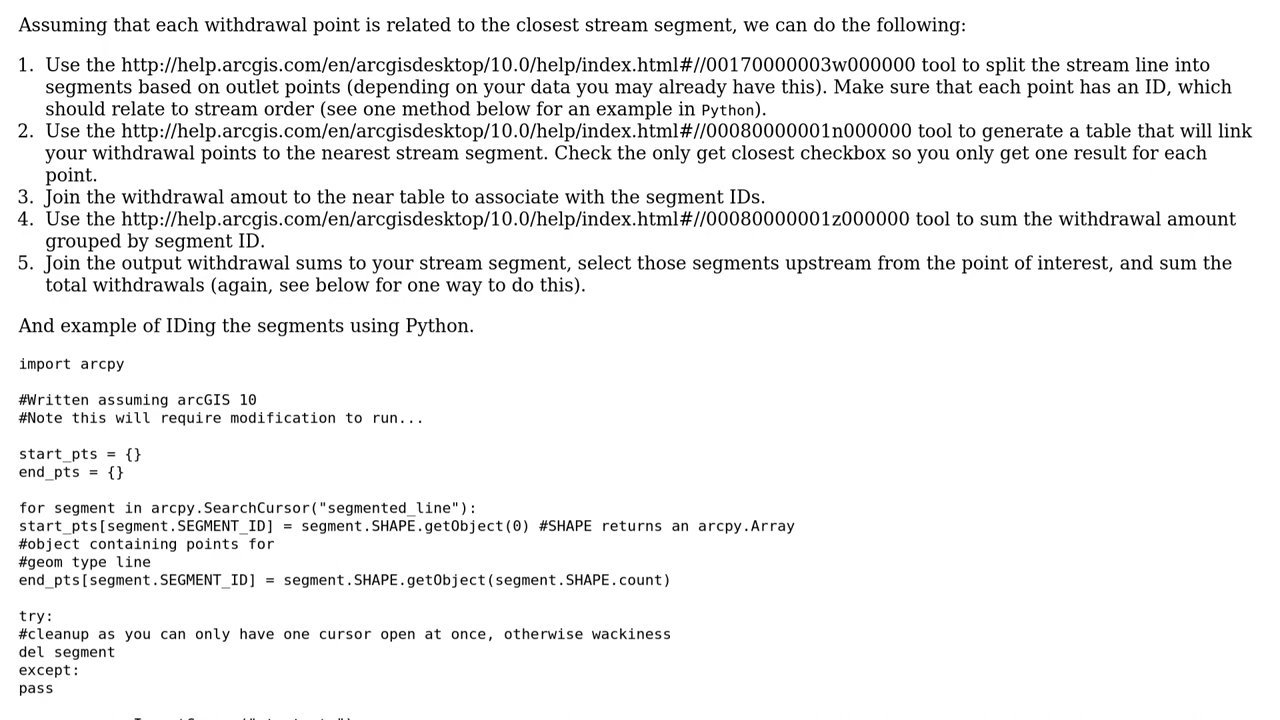 Assuming that each withdrawal point is related to the closest stream segment, we can do the following:
1. Use the http://help.arcgis.com/en/arcgisdesktop/10.0/help/index.html#//00170000003w000000 tool to split the stream line into
segments based on outlet points (depending on your data you may already have this). Make sure that each point has an ID, which
should relate to stream order (see one method below for an example in Python).
2. Use the http://help.arcgis.com/en/arcgisdesktop/10.0/help/index.html#//00080000001n000000 tool to generate a table that will link
your withdrawal points to the nearest stream segment. Check the only get closest checkbox so you only get one result for each
point.
3. Join the withdrawal amout to the near table to associate with the segment IDs.
4. Use the http://help.arcgis.com/en/arcgisdesktop/10.0/help/index.html#//00080000001z000000 tool to sum the withdrawal amount
grouped by segment ID.
5. Join the output withdrawal sums to your stream segment, select those segments upstream from the point of interest, and sum the
total withdrawals (again, see below for one way to do this).
And example of IDing the segments using Python.
import arcpy
#Written assuming arcGIS 10
#Note this will require modification to run...
start_pts = {}
end_pts = {}
for segment in arcpy.SearchCursor("segmented_line"):
start_pts[segment.SEGMENT_ID] = segment.SHAPE.getObject(0) #SHAPE returns an arcpy.Array
#object containing points for
#geom type line
end_pts[segment.SEGMENT_ID] = segment.SHAPE.getObject(segment.SHAPE.count)
try:
#cleanup as you can only have one cursor open at once, otherwise wackiness
del segment
except:
pass